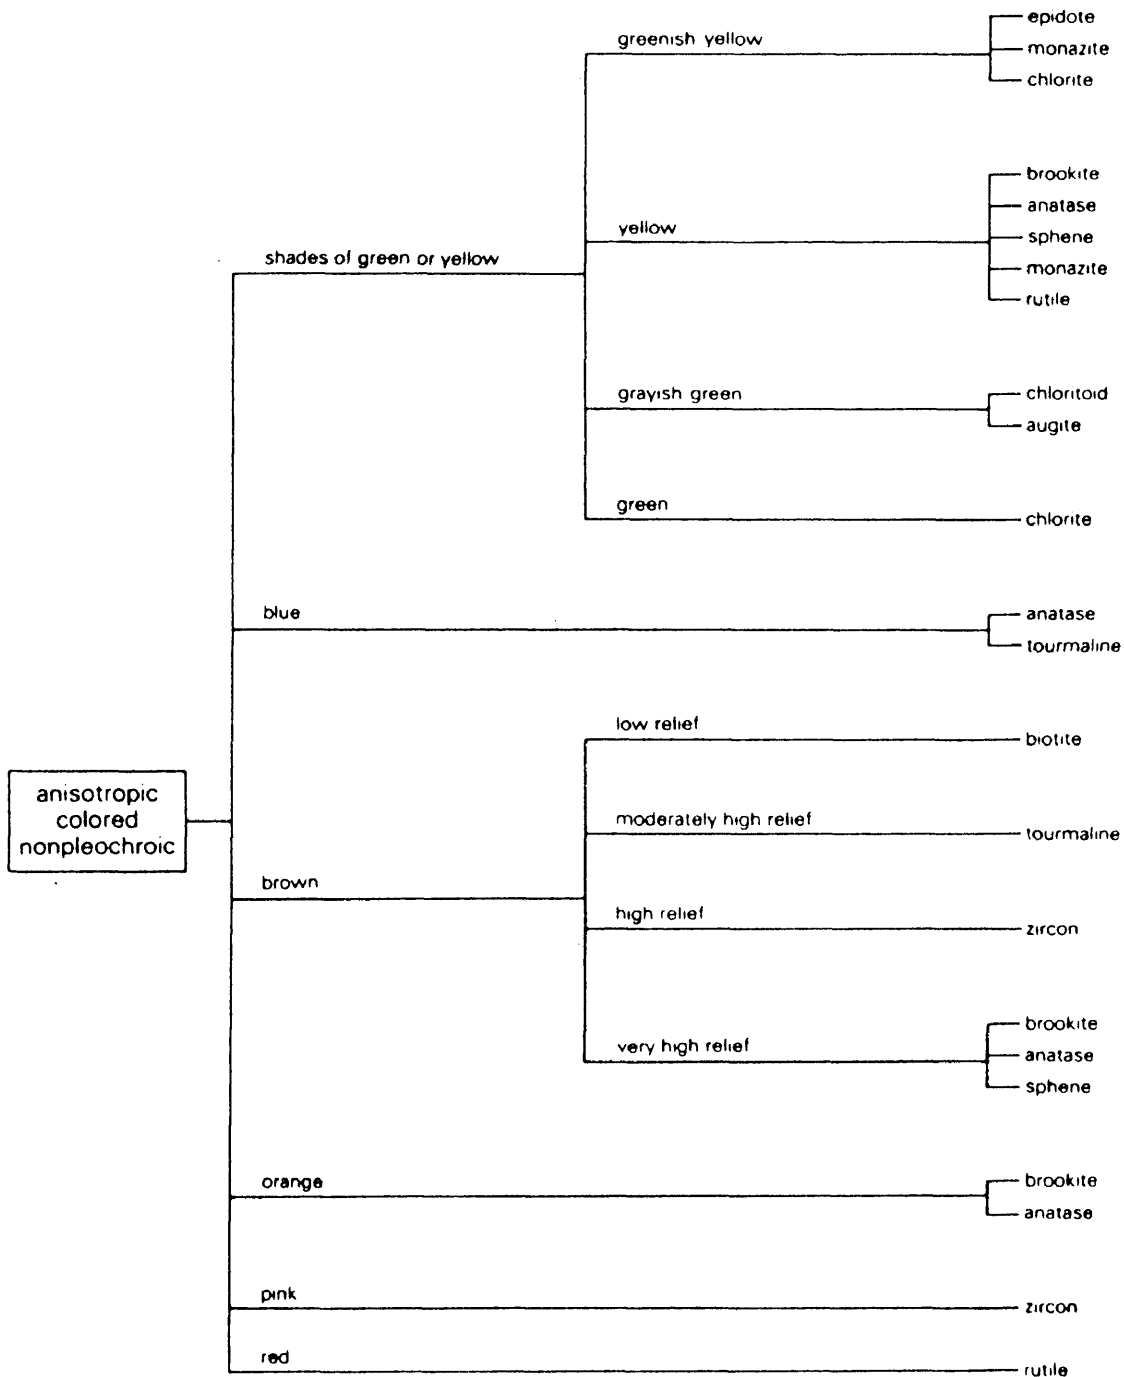 greenish yellow
epidote
monazite
chlorite
shades of green or yellow
yellow
brookite
anatase
sphene
monazite
rutile
grayish green
chloritoid
augite
green
chlorite
blue
anatase
tourmaline
anisotropic
colored
nonpleochroic
brown
low relief
biotite
moderately high relief
tourmaline
high relief
zircon
very high relief
brookite
anatase
sphene
orange
brookite
anatase
pink
zircon
red
rutile